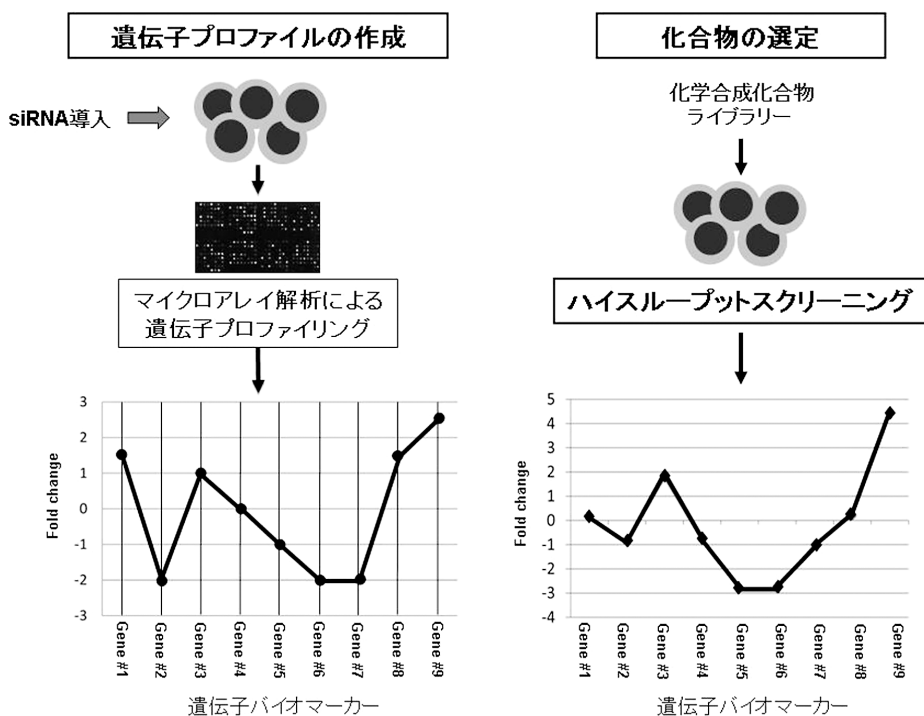 遺伝子プロファイルの作成
siRNA導入
マイクロアレイ解析による
遺伝子プロファイリング
Fold change
3
2
1
0
-1
-2
-3
Gene #1
Gene #2
Gene #3
Gene #4
Gene #5
Gene #6
Gene #7
Gene #8
Gene #9
遺伝子バイオマーカー
化合物の選定
化学合成化合物
ライブラリー
ハイスループットスクリーニング
Fold change
5
4
3
2
1
0
-1
-2
-3
-4
Gene #1
Gene #2
Gene #3
Gene #4
Gene #5
Gene #6
Gene #7
Gene #8
Gene #9
遺伝子バイオマーカー